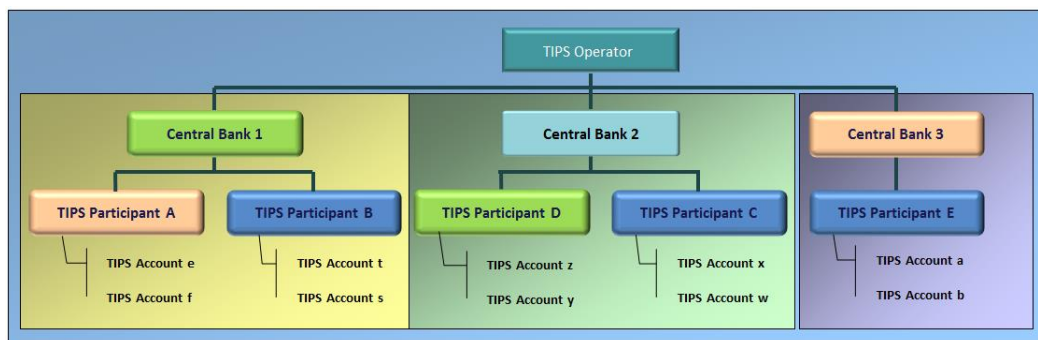 TIPS Operator
Central Bank 1
Central Bank 2
Central Bank 3
TIPS Participant A
TIPS Participant B
TIPS Participant D
TIPS Participant C
TIPS Participant E
TIPS Account e
TIPS Account f
TIPS Account t
TIPS Account s
TIPS Account z
TIPS Account y
TIPS Account x
TIPS Account w
TIPS Account a
TIPS Account b